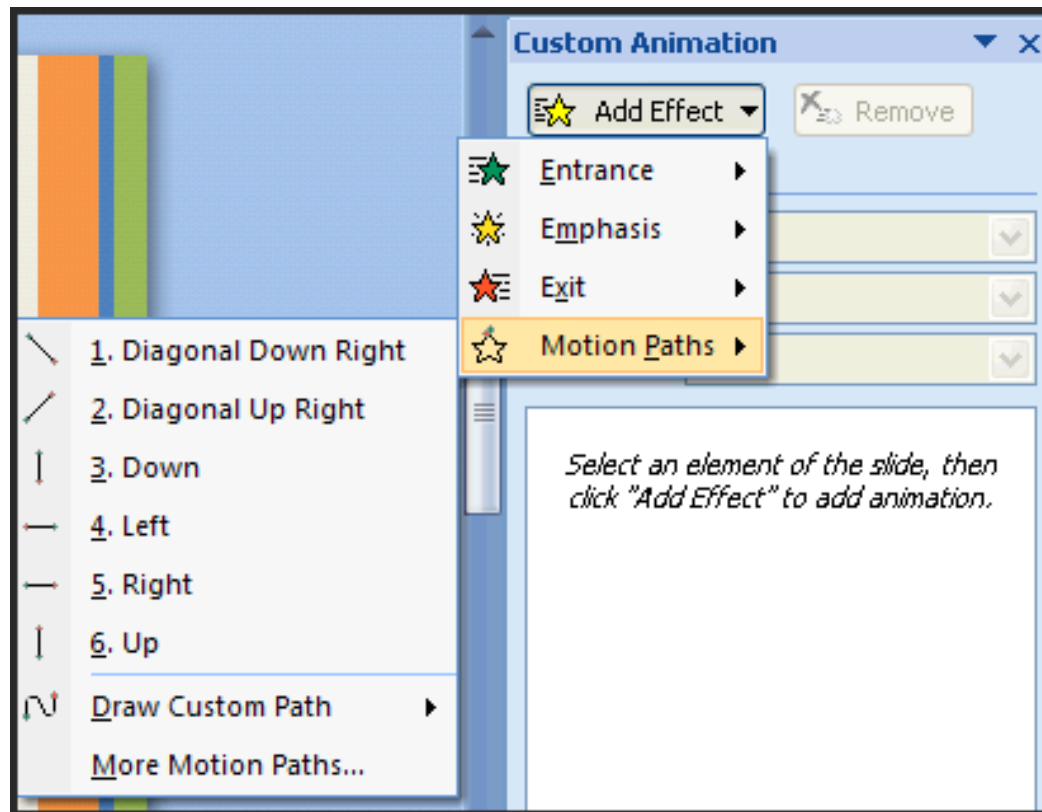 Custom Animation
Add Effect
Remove
Entrance
Emphasis
Exit
Motion Paths
1. Diagonal Down Right
2. Diagonal Up Right
3. Down
4. Left
5. Right
6. Up
Draw Custom Path
More Motion Paths...
Select an element of the slide, then
click "Add Effect" to add animation.